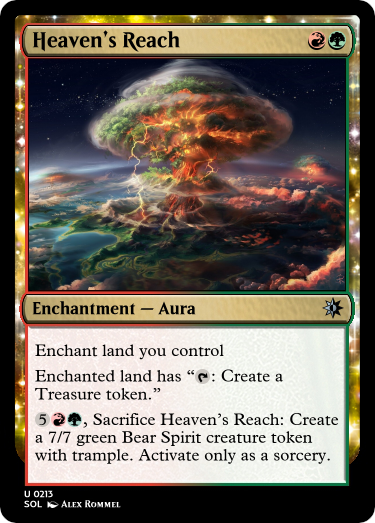 Heaven's Reach
Enchantment — Aura
Enchant land you control
Enchanted land has “: Create a
Treasure token.”
5, Sacrifice Heaven's Reach: Create
a 7/7 green Bear Spirit creature token
with trample. Activate only as a sorcery.
U 0213
SOL Alex Rommel